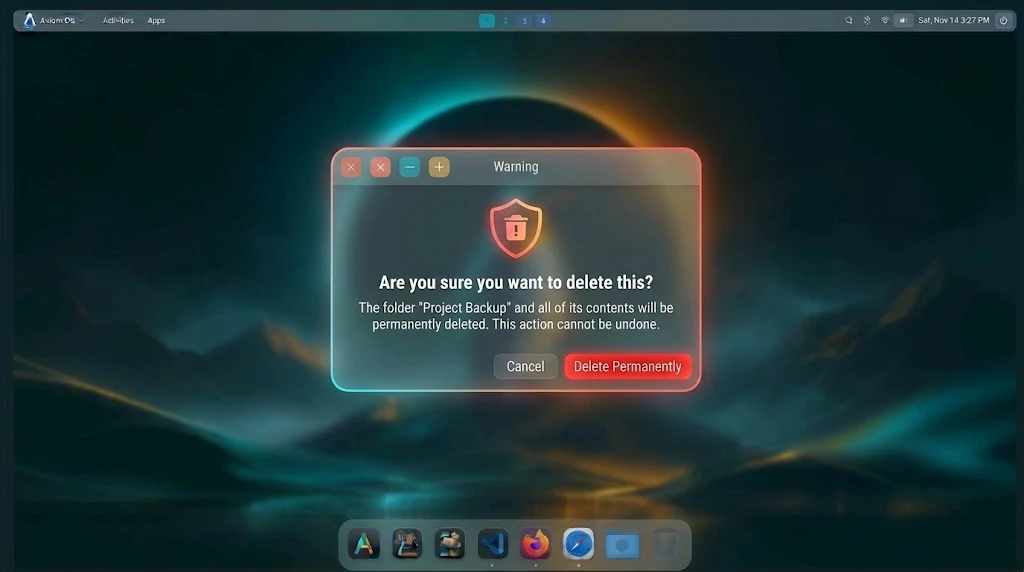 Axiom OS
Activities
Apps
1 2 3 4
Sat, Nov 14 3:27 PM
Warning
Are you sure you want to delete this?
The folder "Project Backup" and all of its contents will be
permanently deleted. This action cannot be undone.
Cancel
Delete Permanently